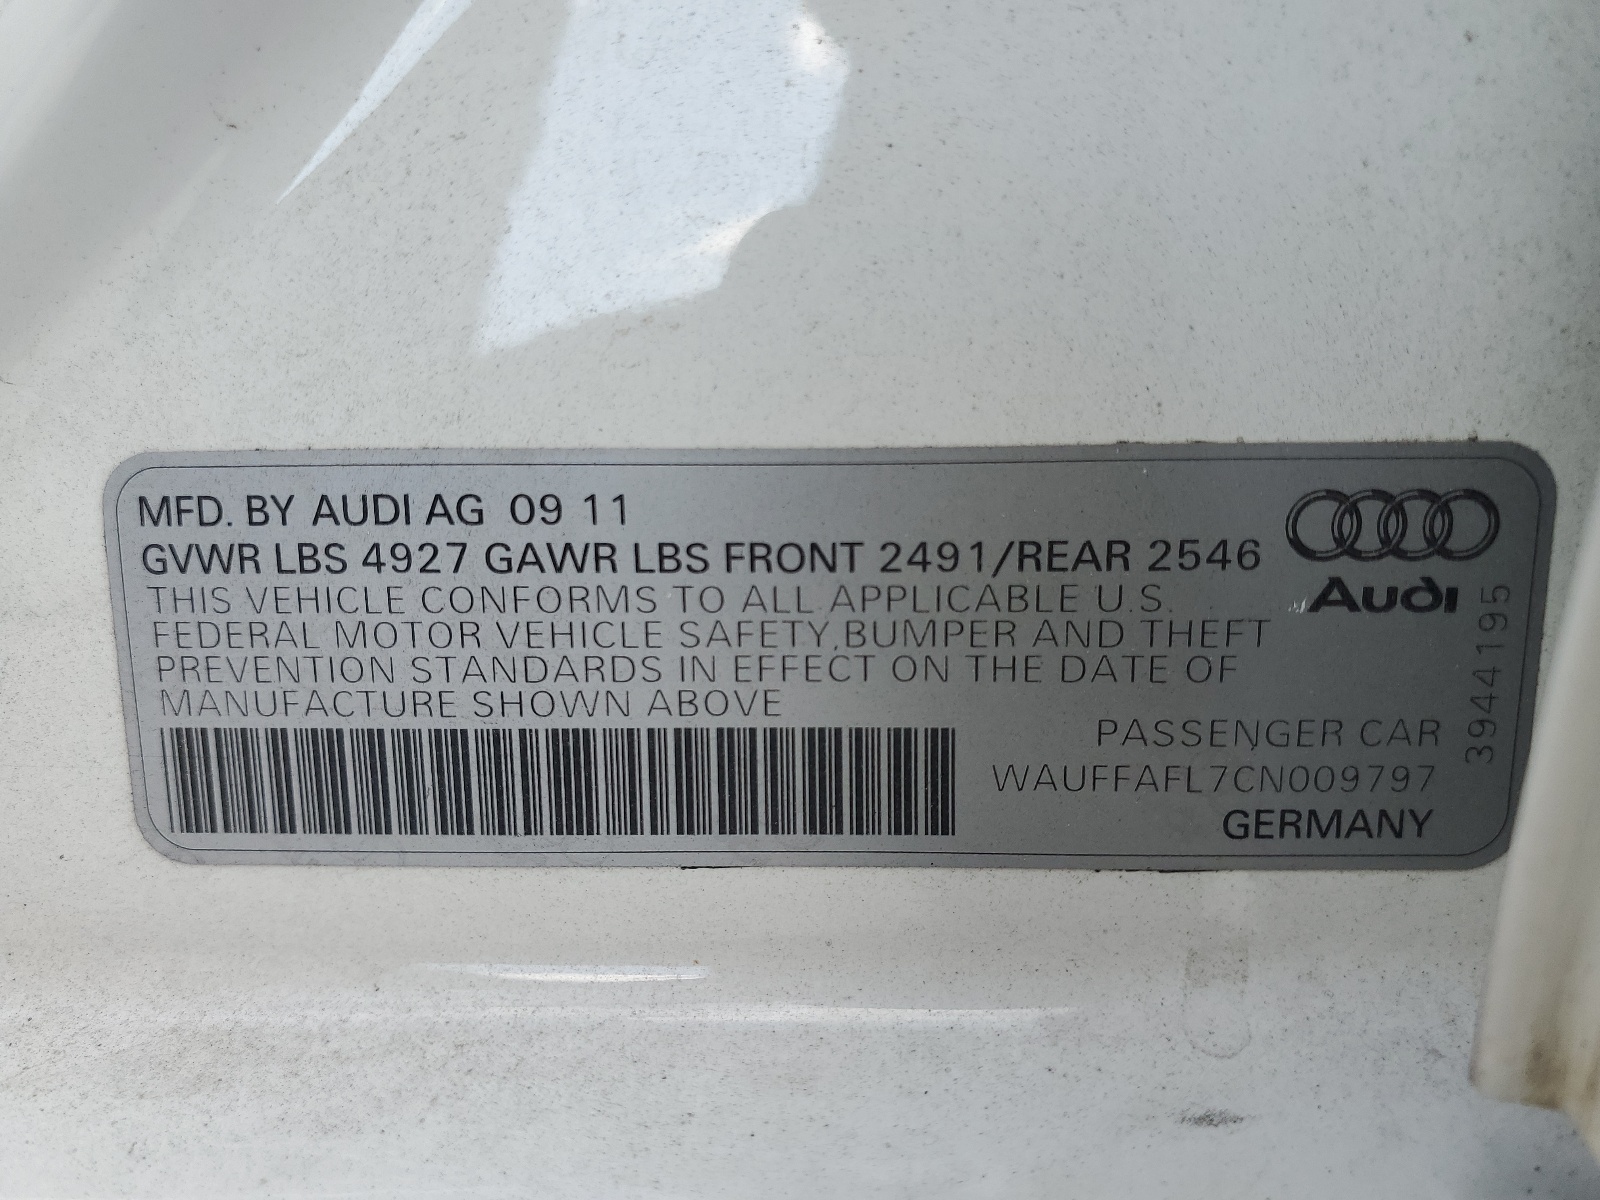 MFD. BY AUDI AG 09 11
GVWR LBS 4927 GAWR LBS FRONT 2491/REAR 2546
THIS VEHICLE CONFORMS TO ALL APPLICABLE U.S.
FEDERAL MOTOR VEHICLE SAFETY,BUMPER AND THEFT
PREVENTION STANDARDS IN EFFECT ON THE DATE OF
MANUFACTURE SHOWN ABOVE
Audi
PASSENGER CAR
WAUFFAFL7CN009797
GERMANY
3944195